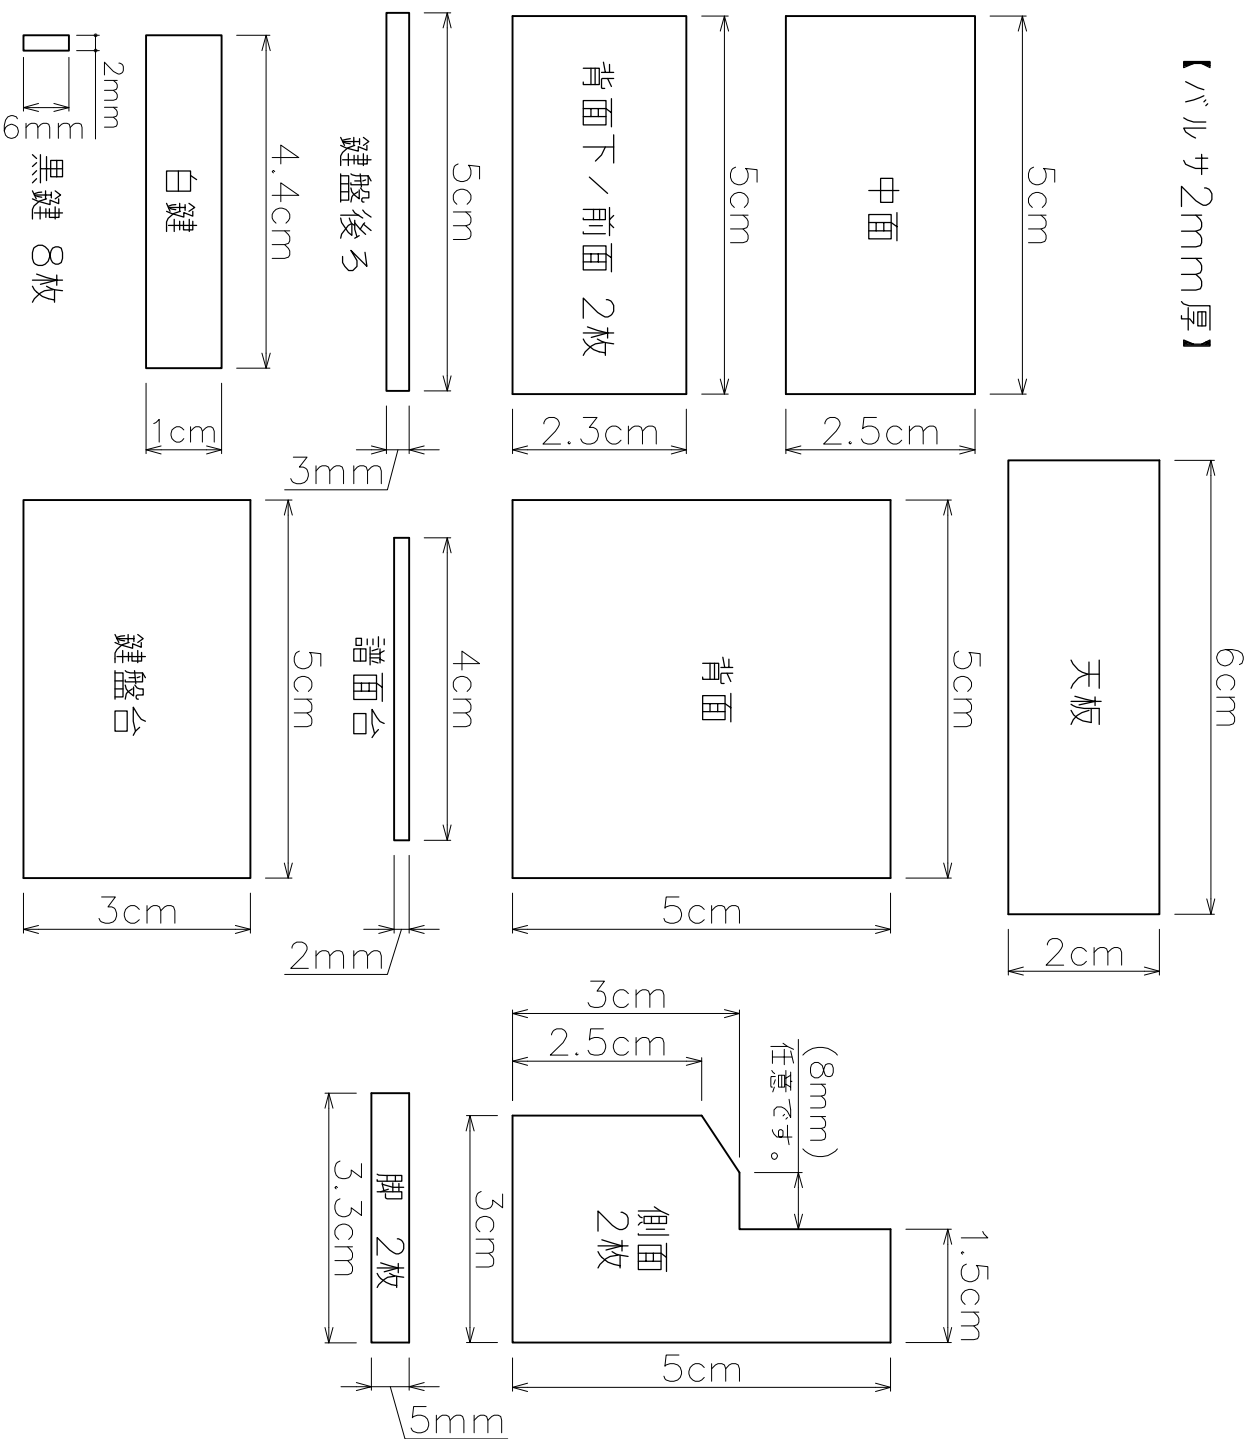 【バルサ2mm厚】
6cm
天板
2cm
5cm
中面
2.5cm
5cm
背面下/前面 2枚
2.3cm
5cm
背面
5cm
1.5cm
(8mm)
任意です。
3cm
2.5cm
側面
2枚
3cm
5cm
5cm
鍵盤後ろ
3mm
4cm
譜面台
2mm
脚 2枚
3.3cm
5mm
4.4cm
白鍵
1cm
5cm
鍵盤台
3cm
2mm
6mm
黒鍵 8枚